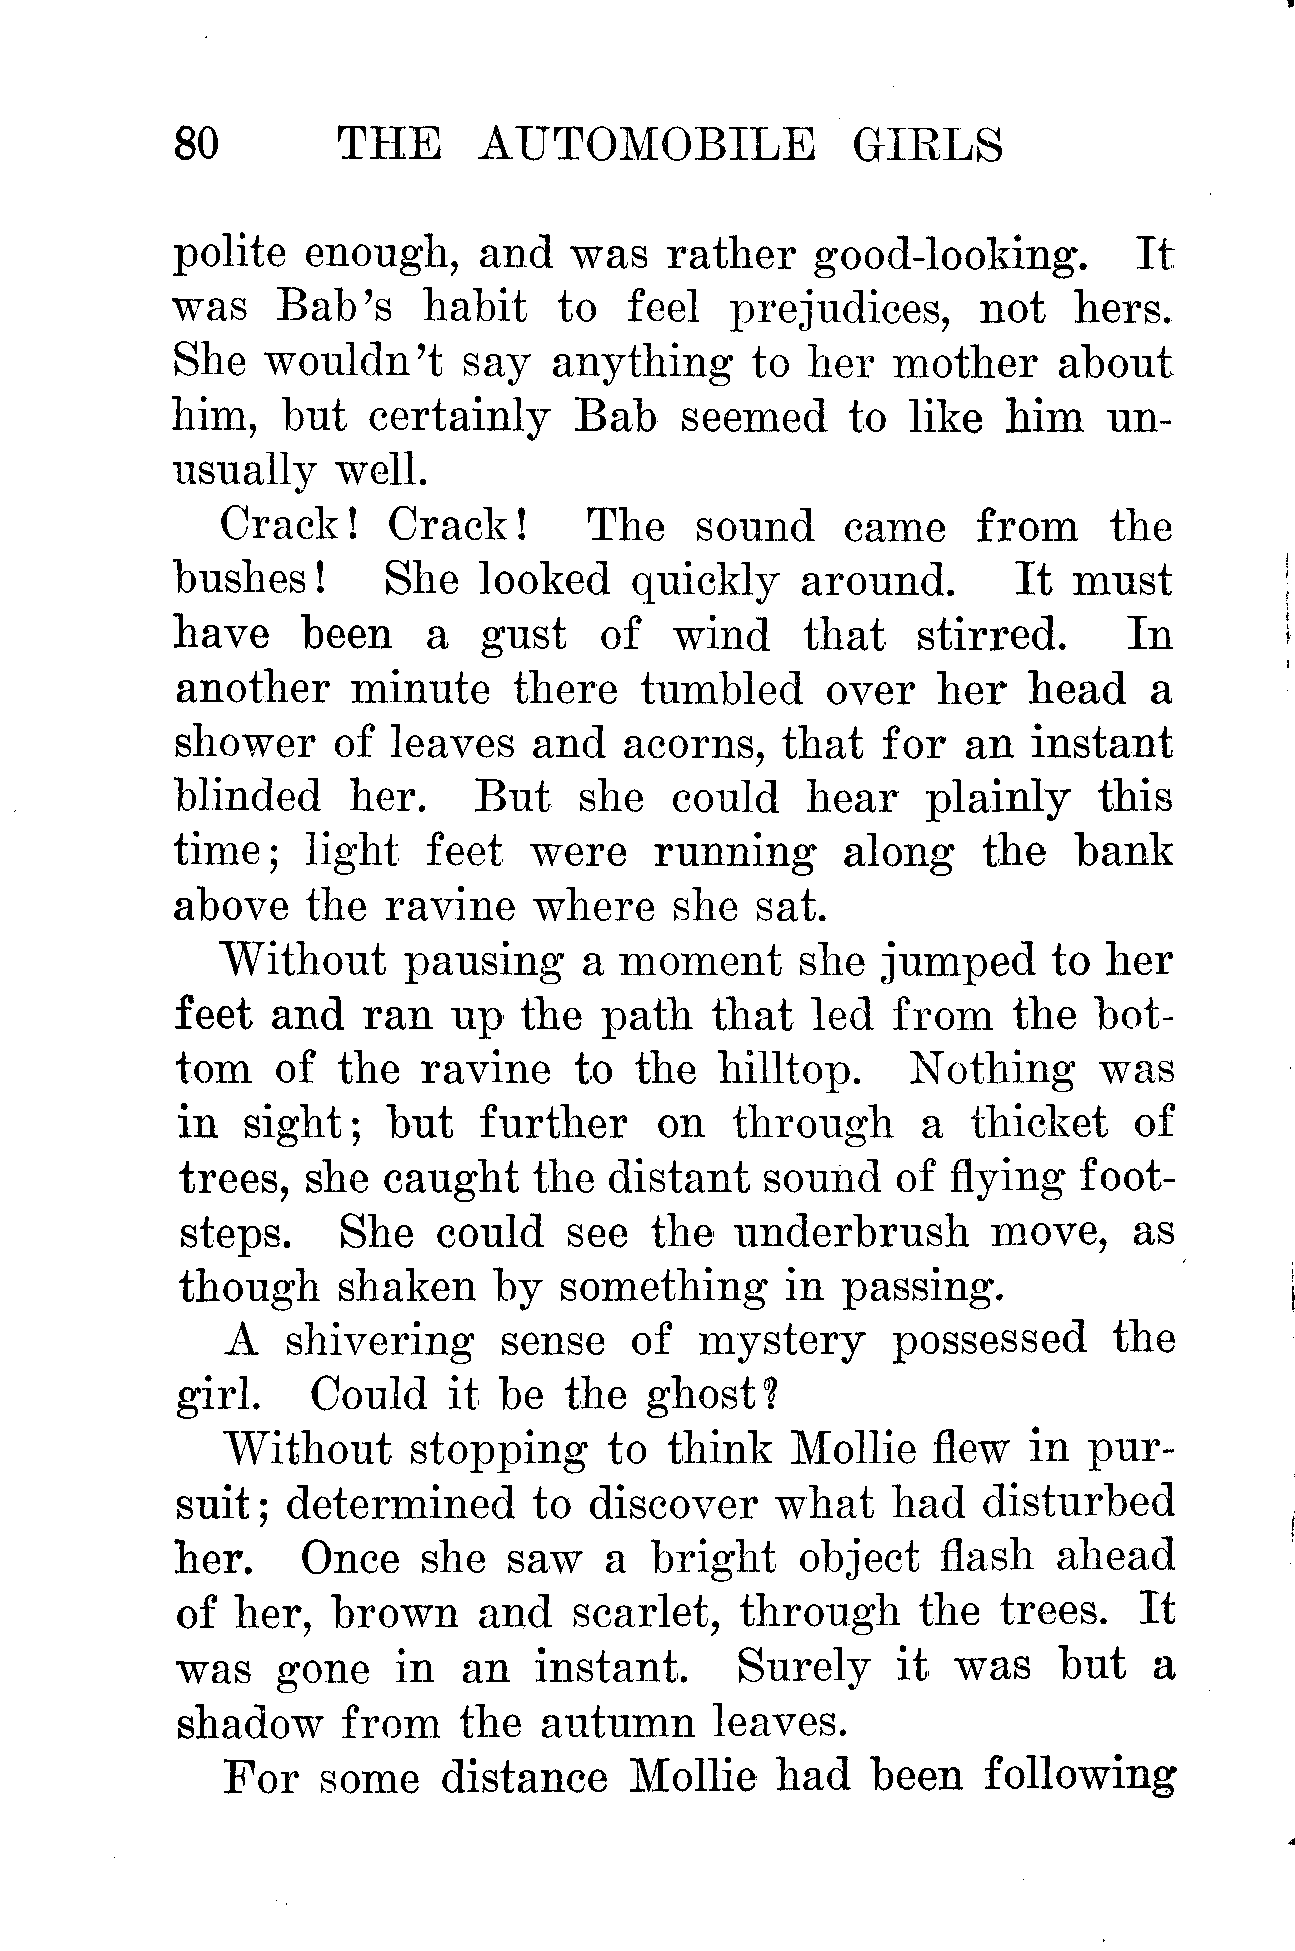 80 THE AUTOMOBILE GIRLS
polite enough, and was rather good-looking. It
was Bab's habit to feel prejudices, not hers.
She wouldn't say anything to her mother about
him, but certainly Bab seemed to like him un-
usually well.
Crack! Crack! The sound came from the
bushes! She looked quickly around. It must
have been a gust of wind that stirred. In
another minute there tumbled over her head a
shower of leaves and acorns, that for an instant
blinded her. But she could hear plainly this
time; light feet were running along the bank
above the ravine where she sat.
Without pausing a moment she jumped to her
feet and ran up the path that led from the bot-
tom of the ravine to the hilltop. Nothing was
in sight; but further on through a thicket of
trees, she caught the distant sound of flying foot-
steps. She could see the underbrush move, as
though shaken by something in passing.
A shivering sense of mystery possessed the
girl. Could it be the ghost?
Without stopping to think Mollie flew in pur-
suit; determined to discover what had disturbed
her. Once she saw a bright object flash ahead
of her, brown and scarlet, through the trees. It
was gone in an instant. Surely it was but a
shadow from the autumn leaves.
For some distance Mollie had been following